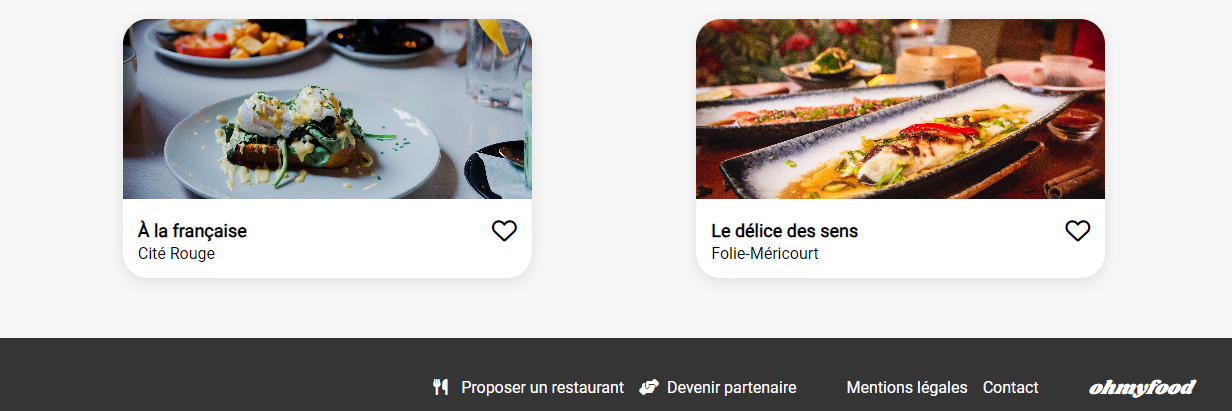 À la française
Cité Rouge
Le délice des sens
Folie-Méricourt
Proposer un restaurant Devenir partenaire Mentions légales Contact ohmyfood